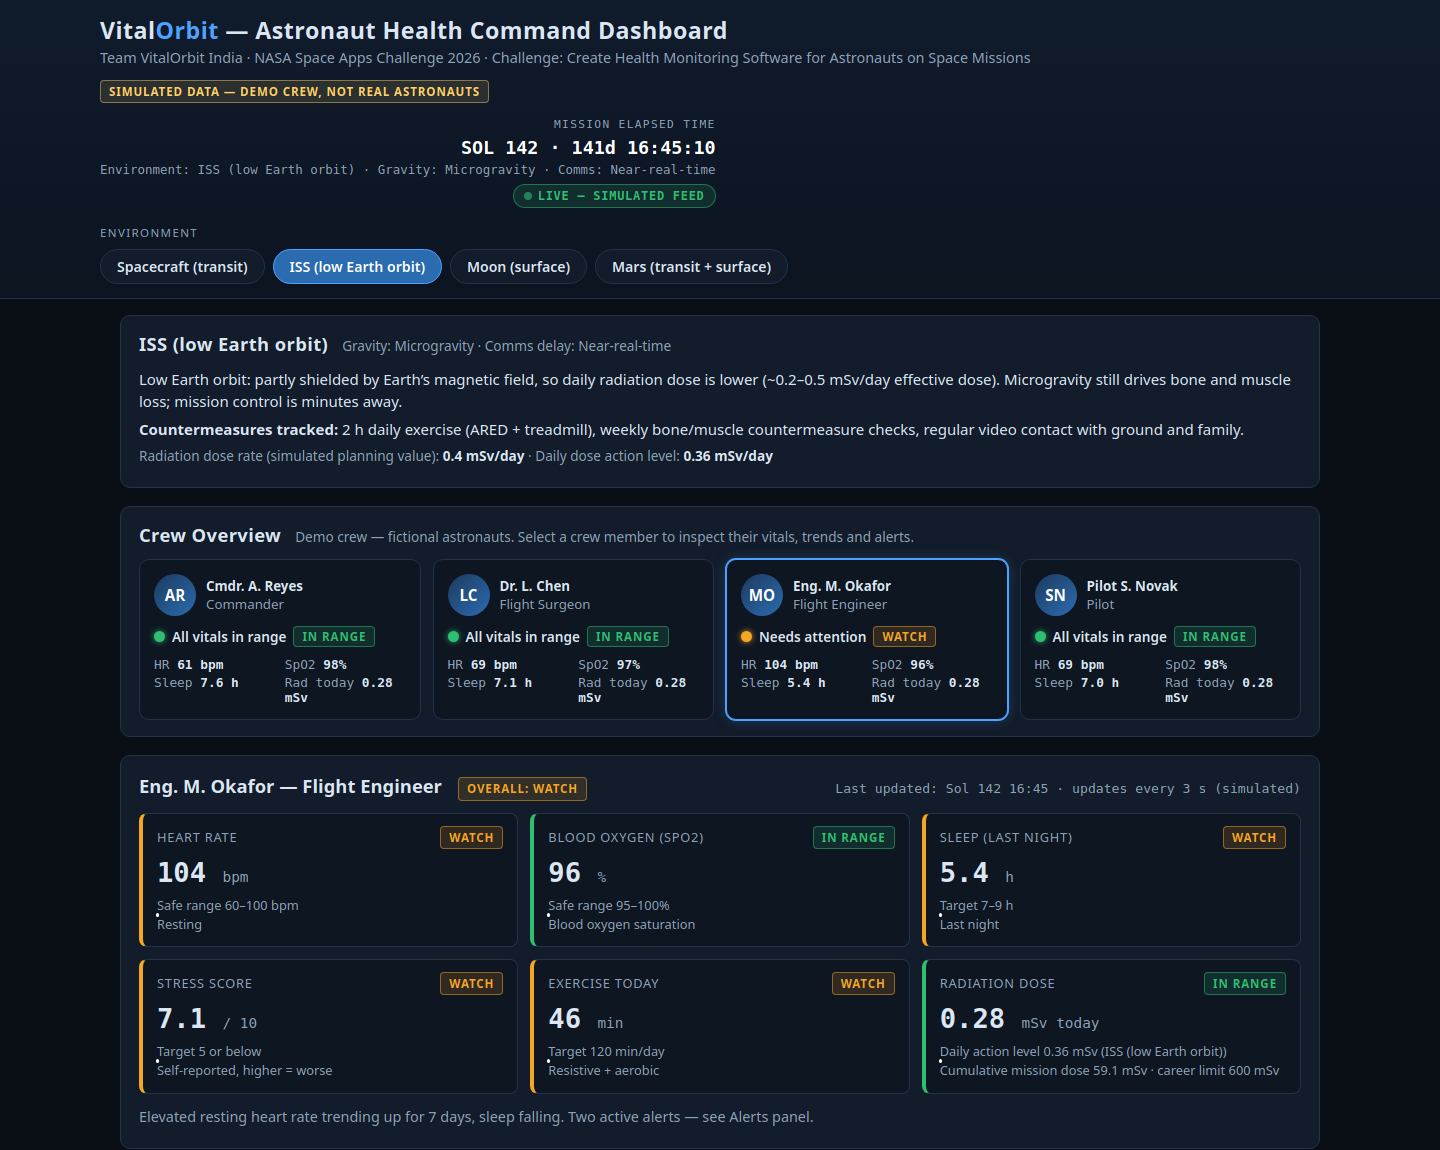 VitalOrbit — Astronaut Health Command Dashboard
Team VitalOrbit India · NASA Space Apps Challenge 2026 · Challenge: Create Health Monitoring Software for Astronauts on Space Missions
SIMULATED DATA — DEMO CREW, NOT REAL ASTRONAUTS
MISSION ELAPSED TIME
SOL 142 · 141d 16:45:10
Environment: ISS (low Earth orbit) · Gravity: Microgravity · Comms: Near-real-time
LIVE — SIMULATED FEED
ENVIRONMENT
Spacecraft (transit) ISS (low Earth orbit) Moon (surface) Mars (transit + surface)
ISS (low Earth orbit) Gravity: Microgravity · Comms delay: Near-real-time
Low Earth orbit: partly shielded by Earth’s magnetic field, so daily radiation dose is lower (~0.2–0.5 mSv/day effective dose). Microgravity still drives bone and muscle
loss; mission control is minutes away.
Countermeasures tracked: 2 h daily exercise (ARED + treadmill), weekly bone/muscle countermeasure checks, regular video contact with ground and family.
Radiation dose rate (simulated planning value): 0.4 mSv/day · Daily dose action level: 0.36 mSv/day
Crew Overview Demo crew — fictional astronauts. Select a crew member to inspect their vitals, trends and alerts.
AR
Cmdr. A. Reyes
Commander
All vitals in range IN RANGE
HR 61 bpm SpO2 98%
Sleep 7.6 h Rad today 0.28
mSv
LC
Dr. L. Chen
Flight Surgeon
All vitals in range IN RANGE
HR 69 bpm SpO2 97%
Sleep 7.1 h Rad today 0.28
mSv
MO
Eng. M. Okafor
Flight Engineer
Needs attention WATCH
HR 104 bpm SpO2 96%
Sleep 5.4 h Rad today 0.28
mSv
SN
Pilot S. Novak
Pilot
All vitals in range IN RANGE
HR 69 bpm SpO2 98%
Sleep 7.0 h Rad today 0.28
mSv
Eng. M. Okafor — Flight Engineer OVERALL: WATCH Last updated: Sol 142 16:45 · updates every 3 s (simulated)
HEART RATE WATCH
104 bpm
Safe range 60–100 bpm
Resting
BLOOD OXYGEN (SPO2) IN RANGE
96 %
Safe range 95–100%
Blood oxygen saturation
SLEEP (LAST NIGHT) WATCH
5.4 h
Target 7–9 h
Last night
STRESS SCORE WATCH
7.1 / 10
Target 5 or below
Self-reported, higher = worse
EXERCISE TODAY WATCH
46 min
Target 120 min/day
Resistive + aerobic
RADIATION DOSE IN RANGE
0.28 mSv today
Daily action level 0.36 mSv (ISS (low Earth orbit))
Cumulative mission dose 59.1 mSv · career limit 600 mSv
Elevated resting heart rate trending up for 7 days, sleep falling. Two active alerts — see Alerts panel.